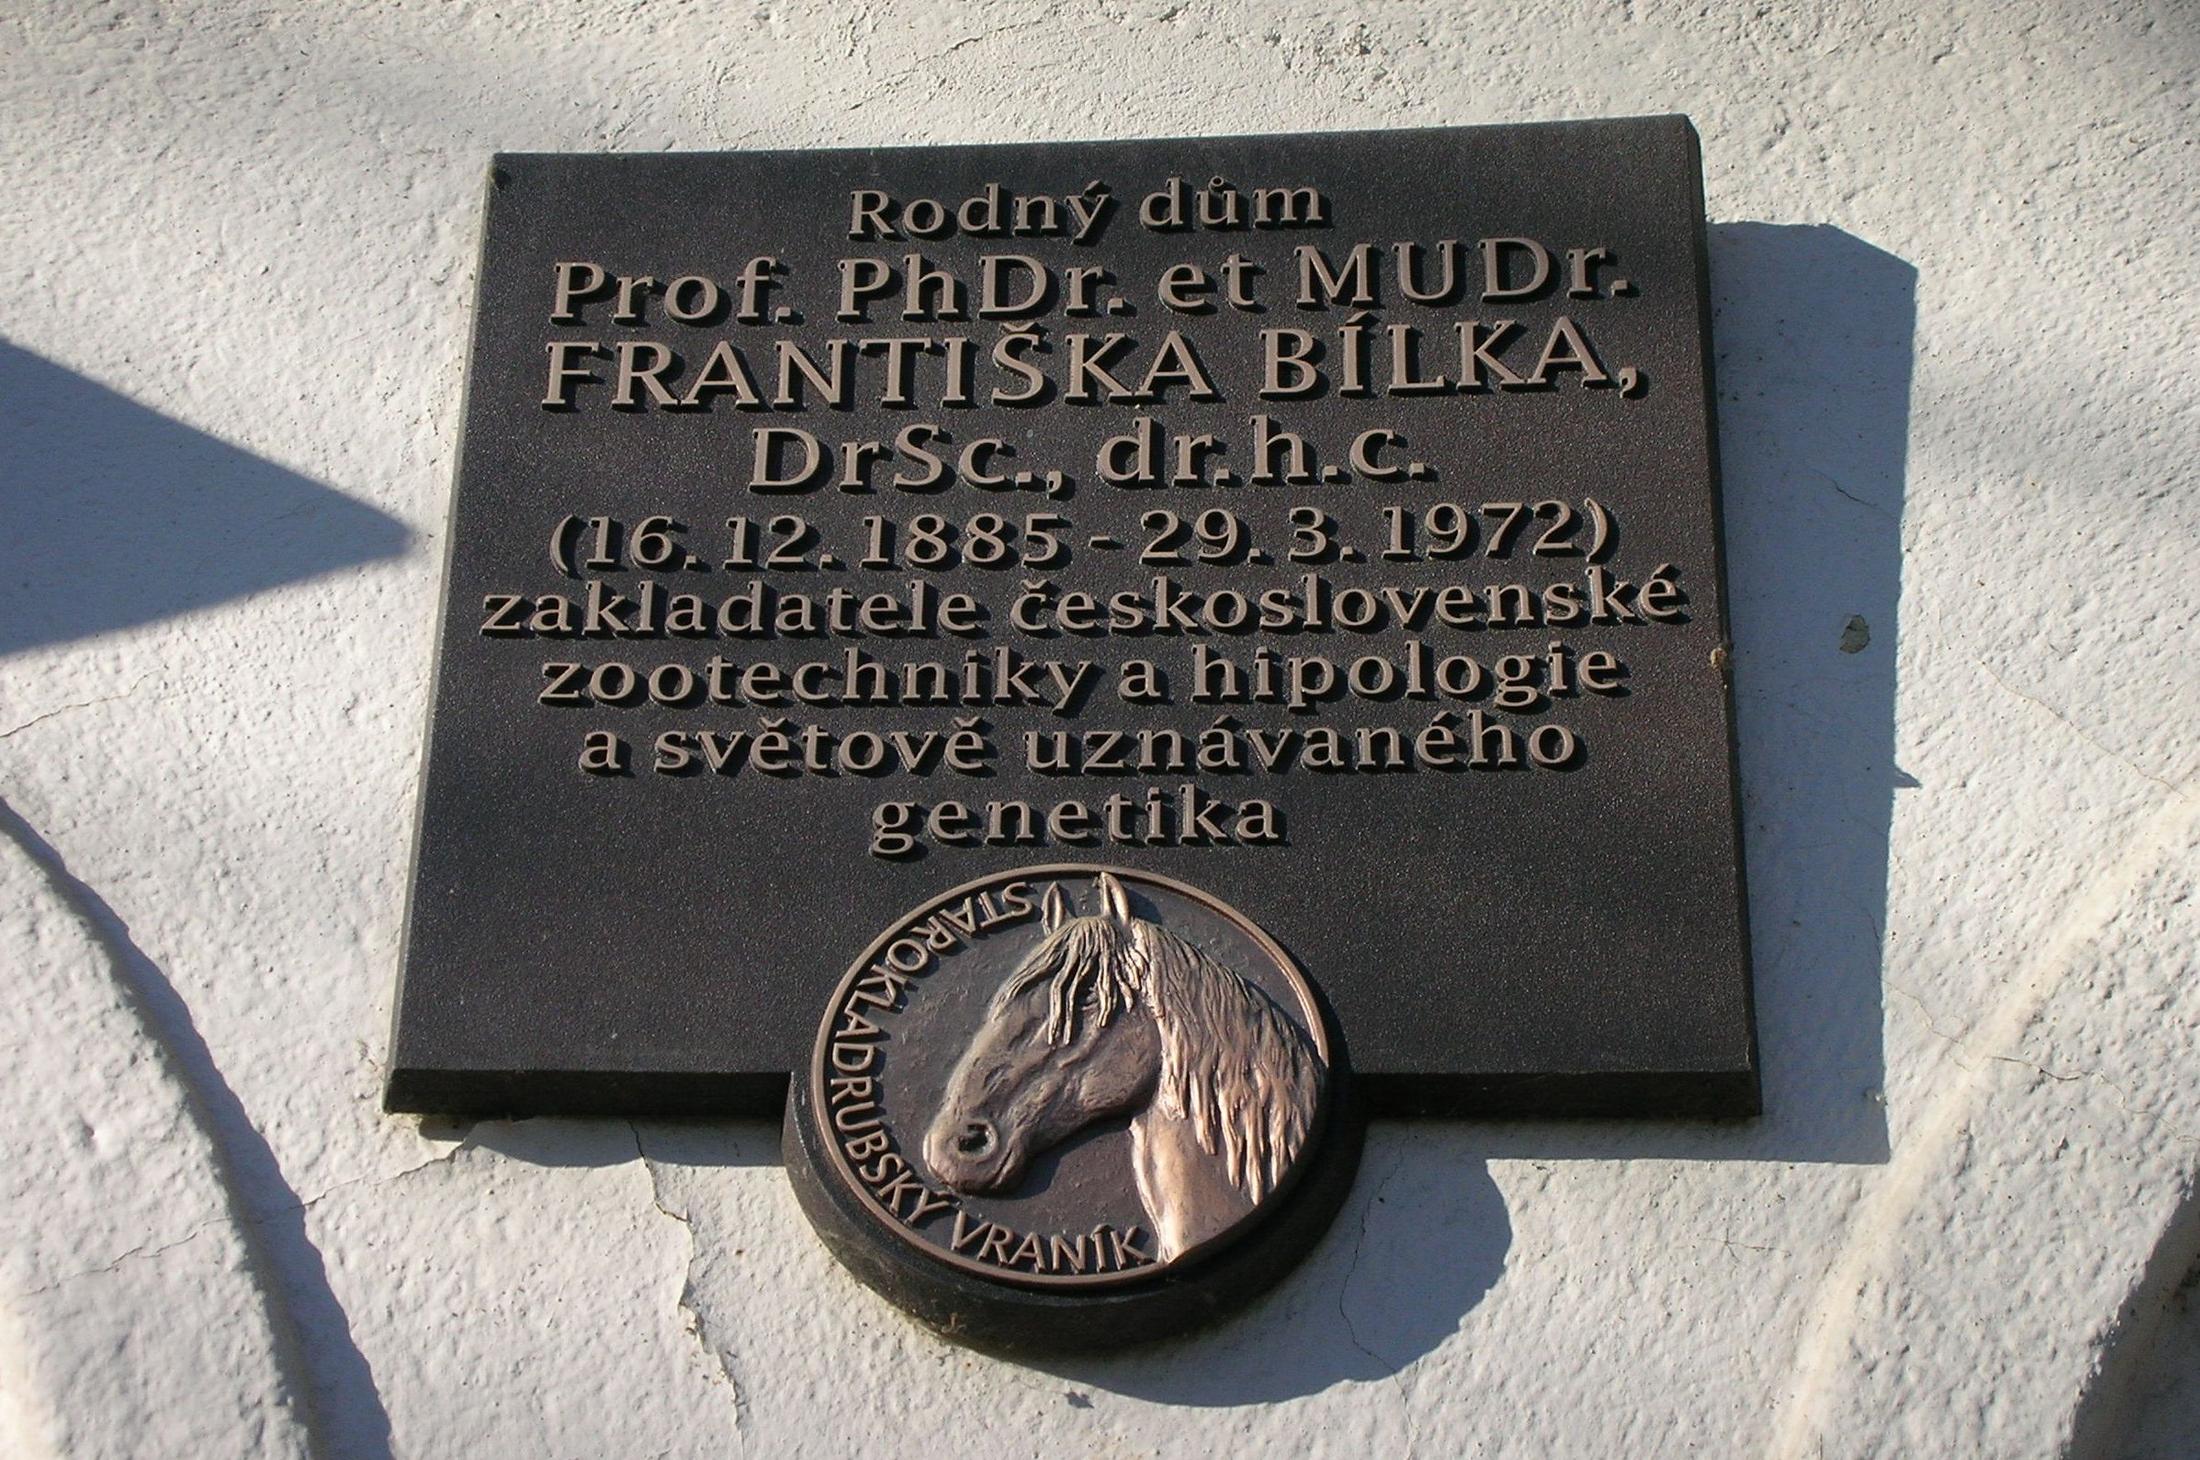 Rodný dům
Prof. PhDr. et MUDr.
FRANTIŠKA BÍLKA,
DrSc., dr.h.c.
(16. 12. 1885 - 29. 3. 1972)
zakladatele československé
zootechniky a hipologie
a světově uznávaného
genetika
STAROKLADRUBSKÝ VRANÍK